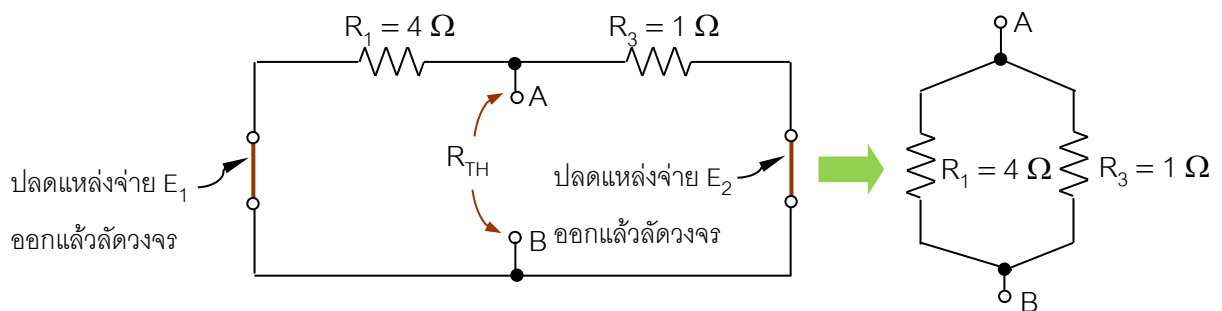 R1 = 4 Ω
R3 = 1 Ω
A
RTH
B
ปลดแหล่งจ่าย E1
ออกแล้วลัดวงจร
ปลดแหล่งจ่าย E2
ออกแล้วลัดวงจร
A
R1 = 4 Ω
R3 = 1 Ω
B